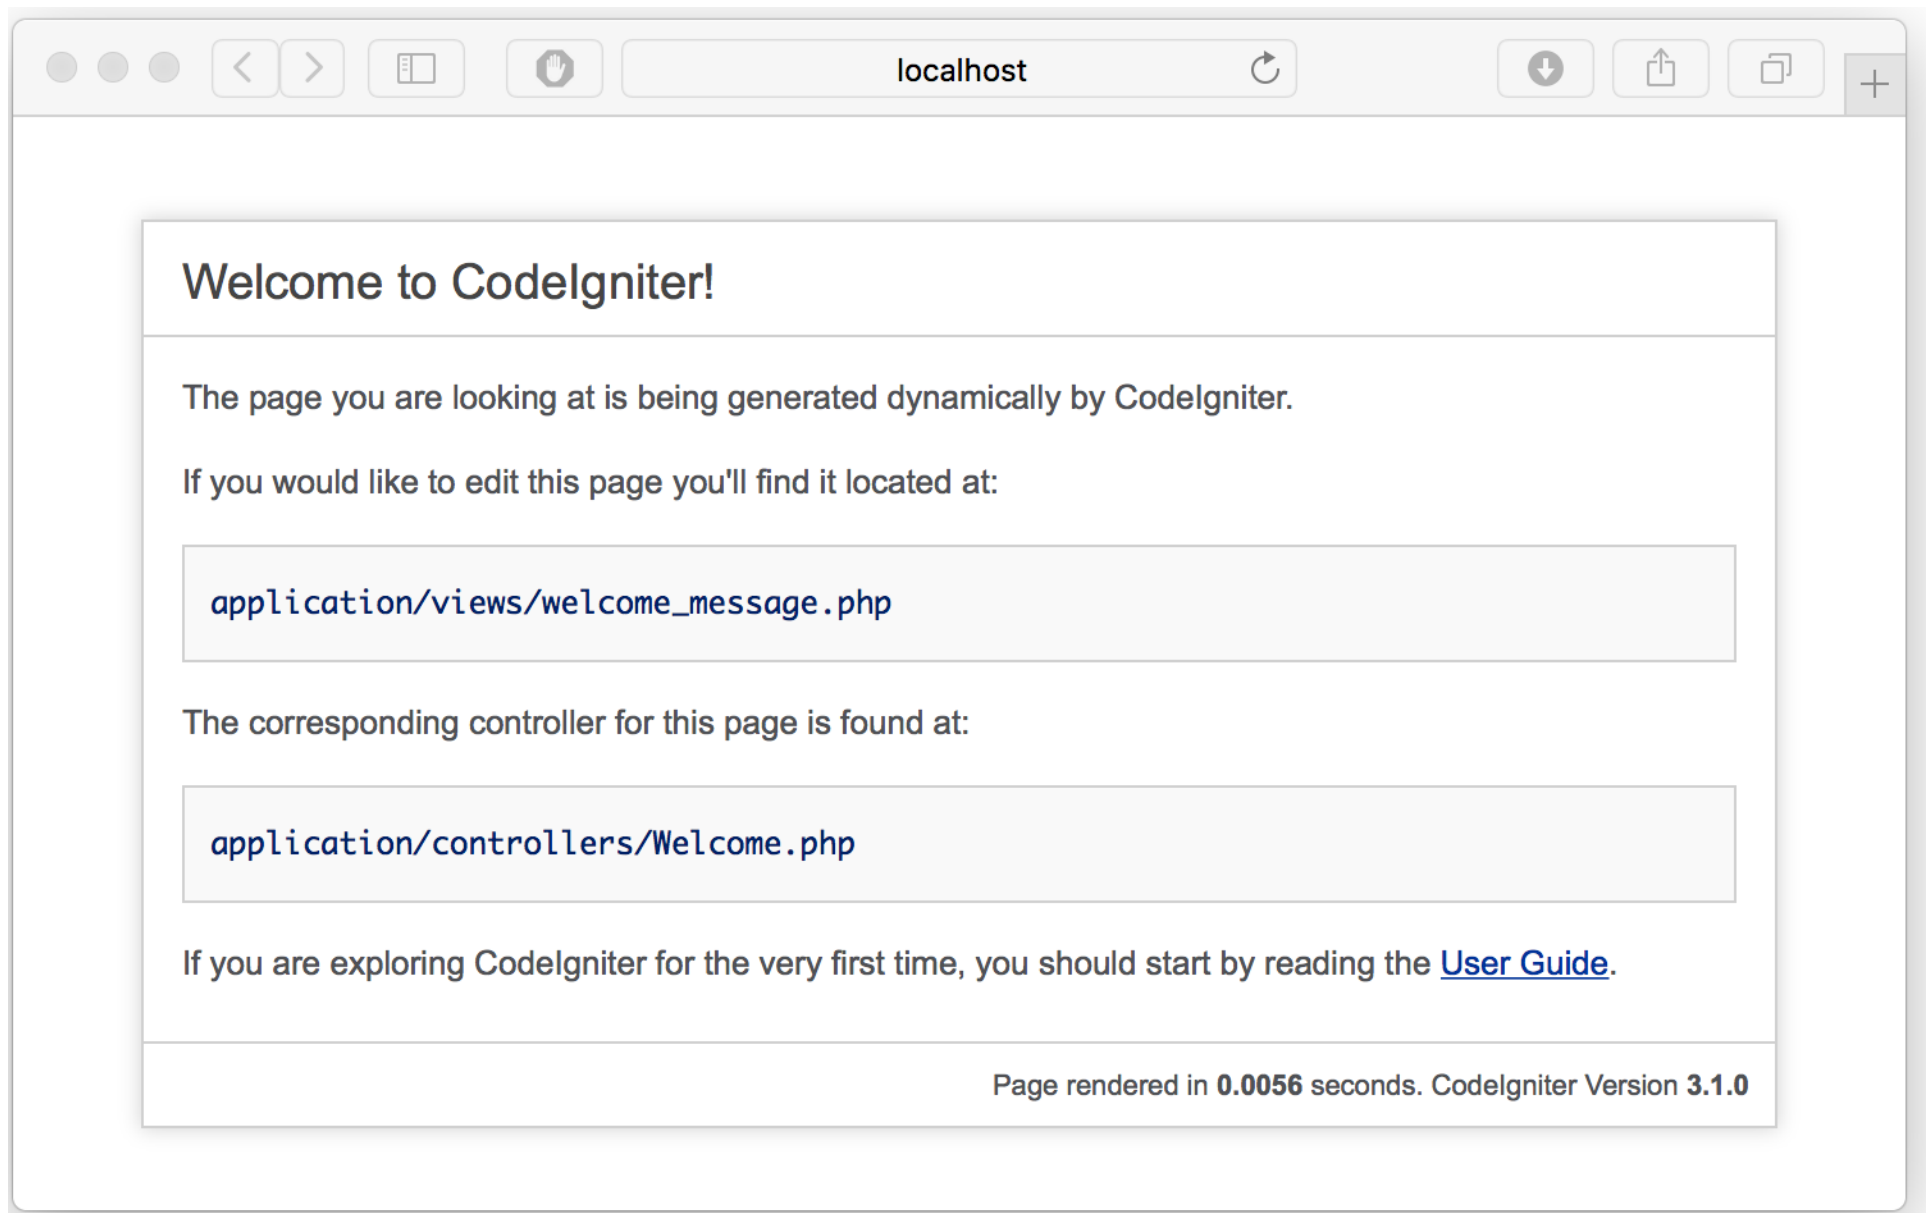 localhost
Welcome to CodeIgniter!
The page you are looking at is being generated dynamically by CodeIgniter.
If you would like to edit this page you'll find it located at:
application/views/welcome_message.php
The corresponding controller for this page is found at:
application/controllers/Welcome.php
If you are exploring CodeIgniter for the very first time, you should start by reading the User Guide.
Page rendered in 0.0056 seconds. CodeIgniter Version 3.1.0